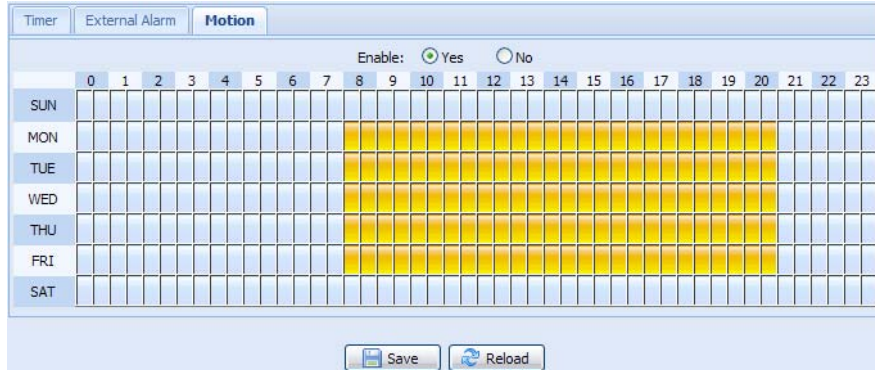 Timer External Alarm Motion
Enable: Yes No
0 1 2 3 4 5 6 7 8 9 10 11 12 13 14 15 16 17 18 19 20 21 22 23
SUN
MON
TUE
WED
THU
FRI
SAT
Save Reload